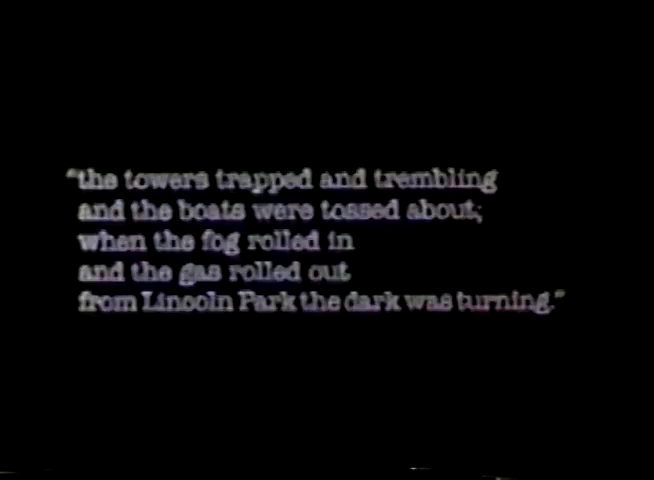 "the towers trapped and trembling
and the boats were tossed about;
when the fog rolled in
and the gas rolled out
from Lincoln Park the dark was turning."